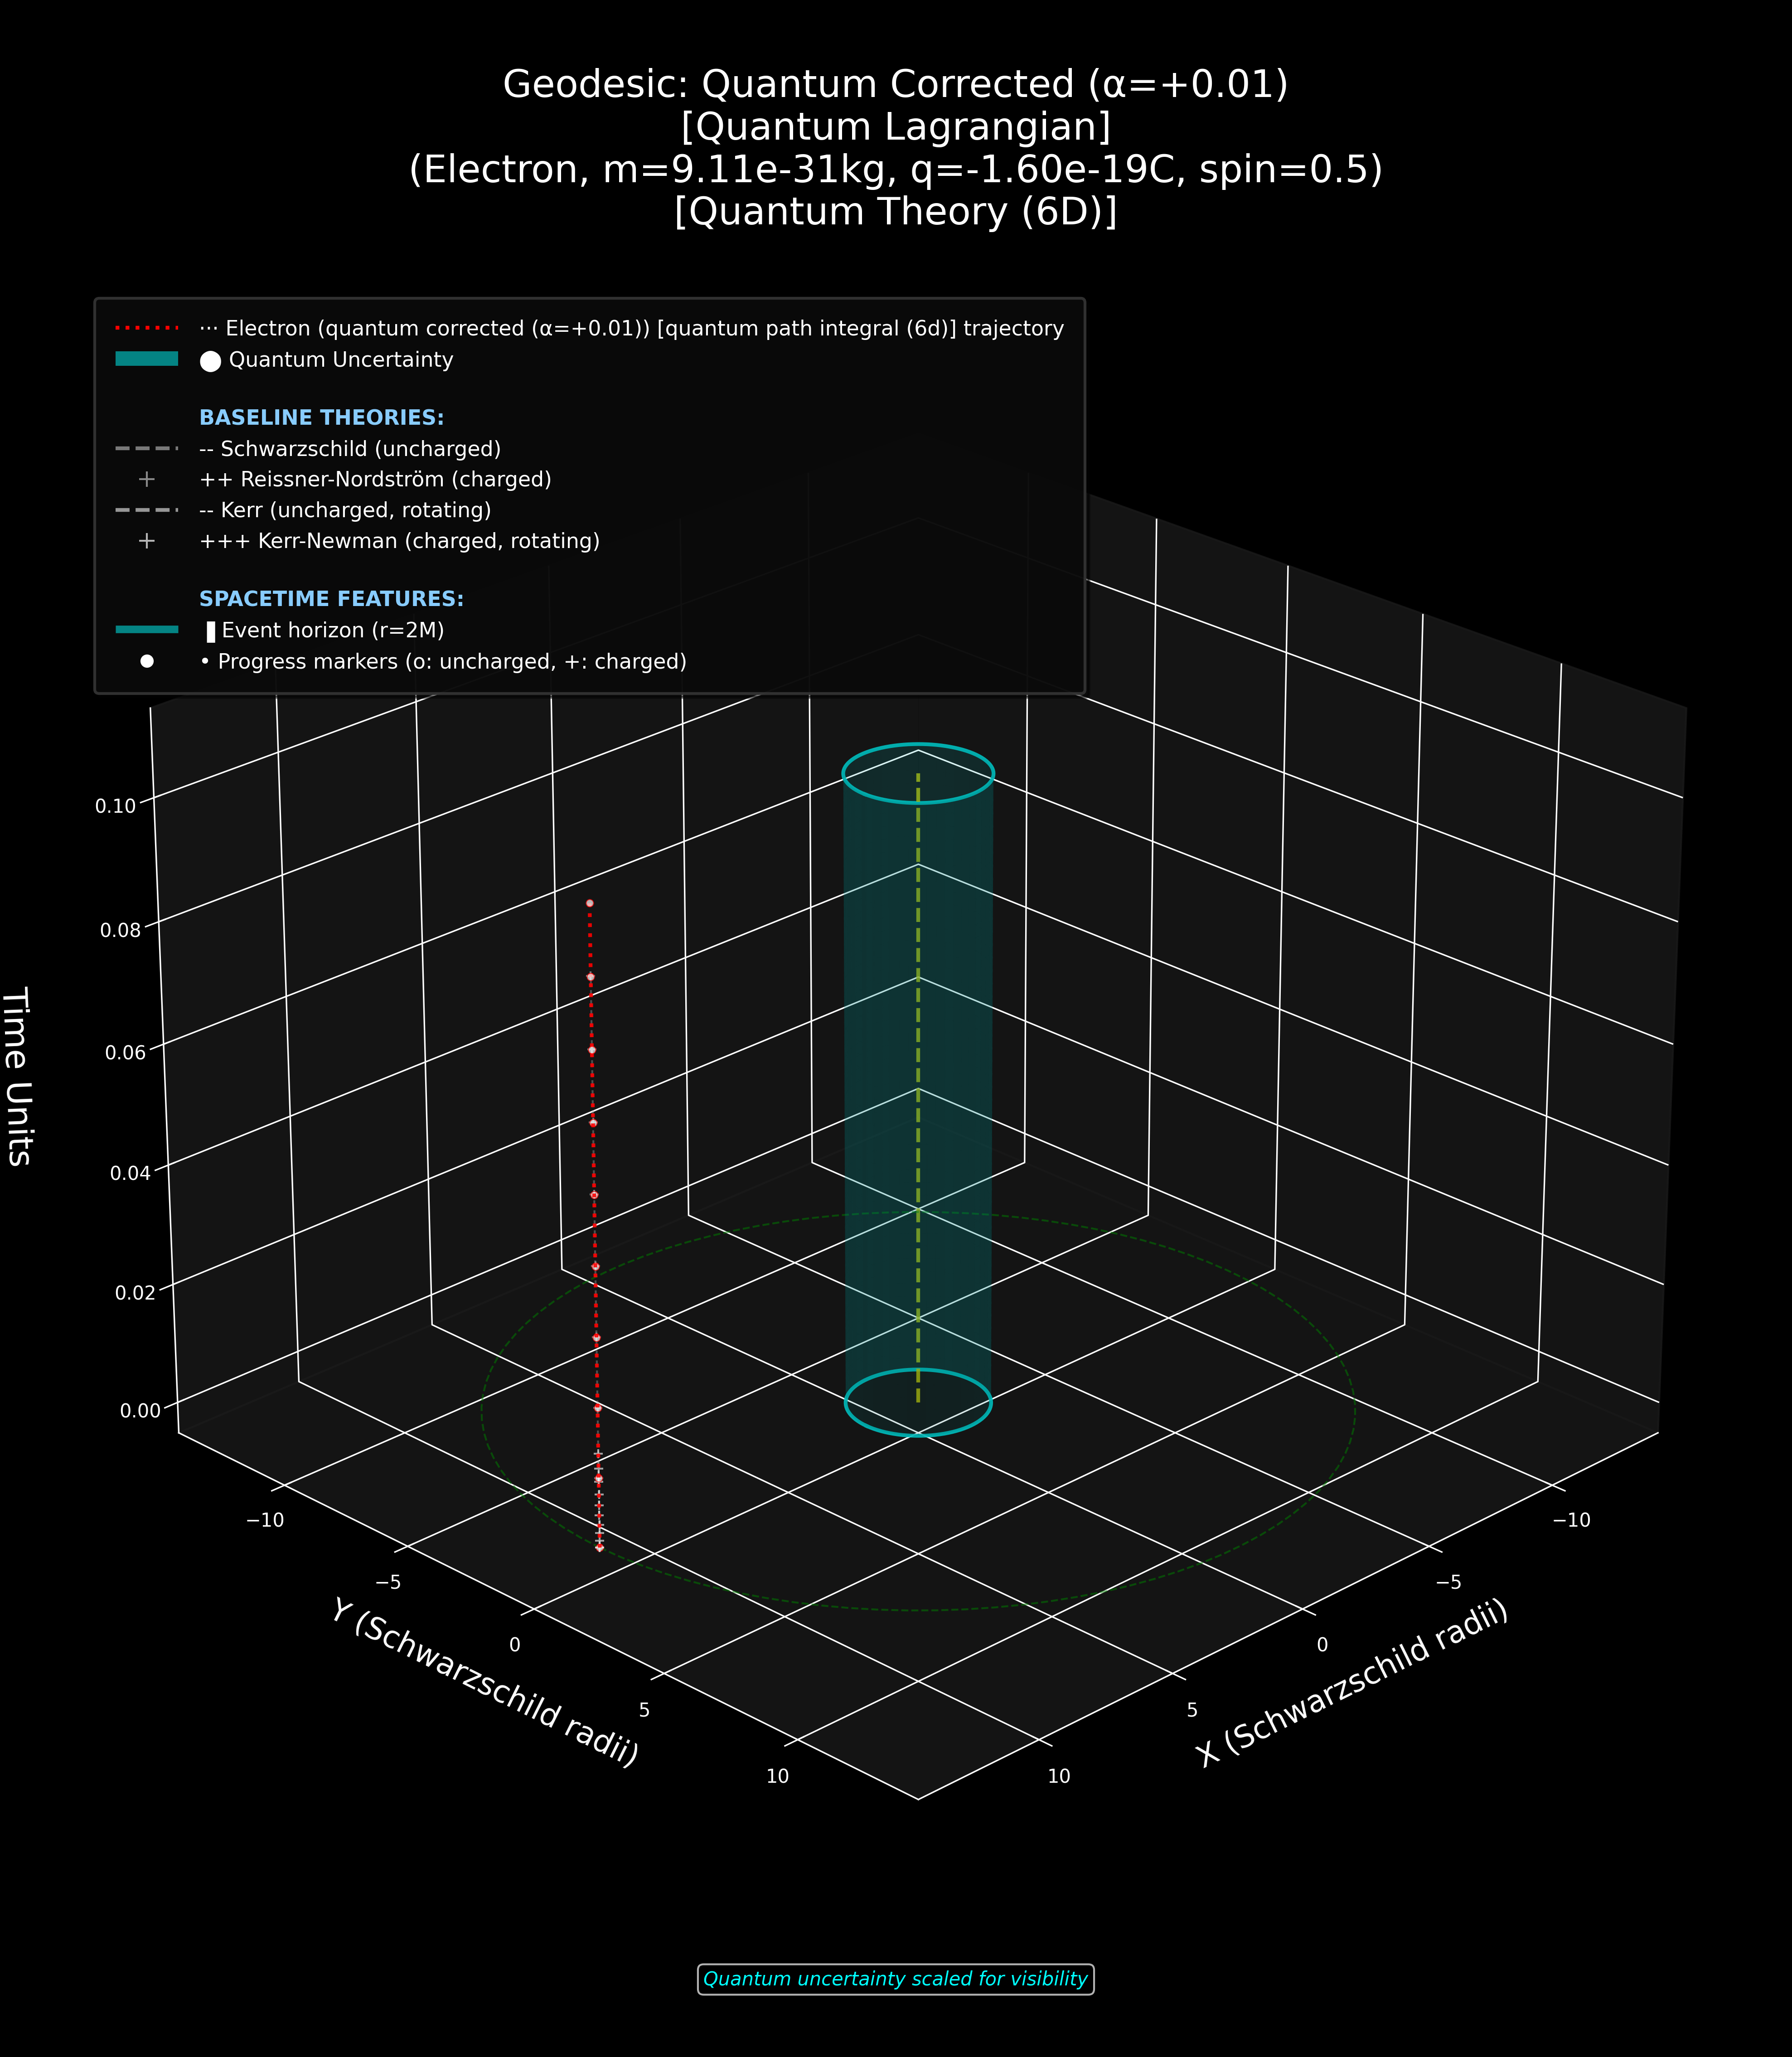 Geodesic: Quantum Corrected (α=+0.01)
[Quantum Lagrangian]
(Electron, m=9.11e-31kg, q=-1.60e-19C, spin=0.5)
[Quantum Theory (6D)]
··· Electron (quantum corrected (α=+0.01)) [quantum path integral (6d)] trajectory
● Quantum Uncertainty
BASELINE THEORIES:
-- Schwarzschild (uncharged)
++ Reissner-Nordström (charged)
-- Kerr (uncharged, rotating)
+++ Kerr-Newman (charged, rotating)
SPACETIME FEATURES:
❚ Event horizon (r=2M)
• Progress markers (o: uncharged, +: charged)
0.10
0.08
0.06
0.04
0.02
0.00
Time Units
−10
−5
0
5
10
Y (Schwarzschild radii)
−10
−5
0
5
10
X (Schwarzschild radii)
Quantum uncertainty scaled for visibility